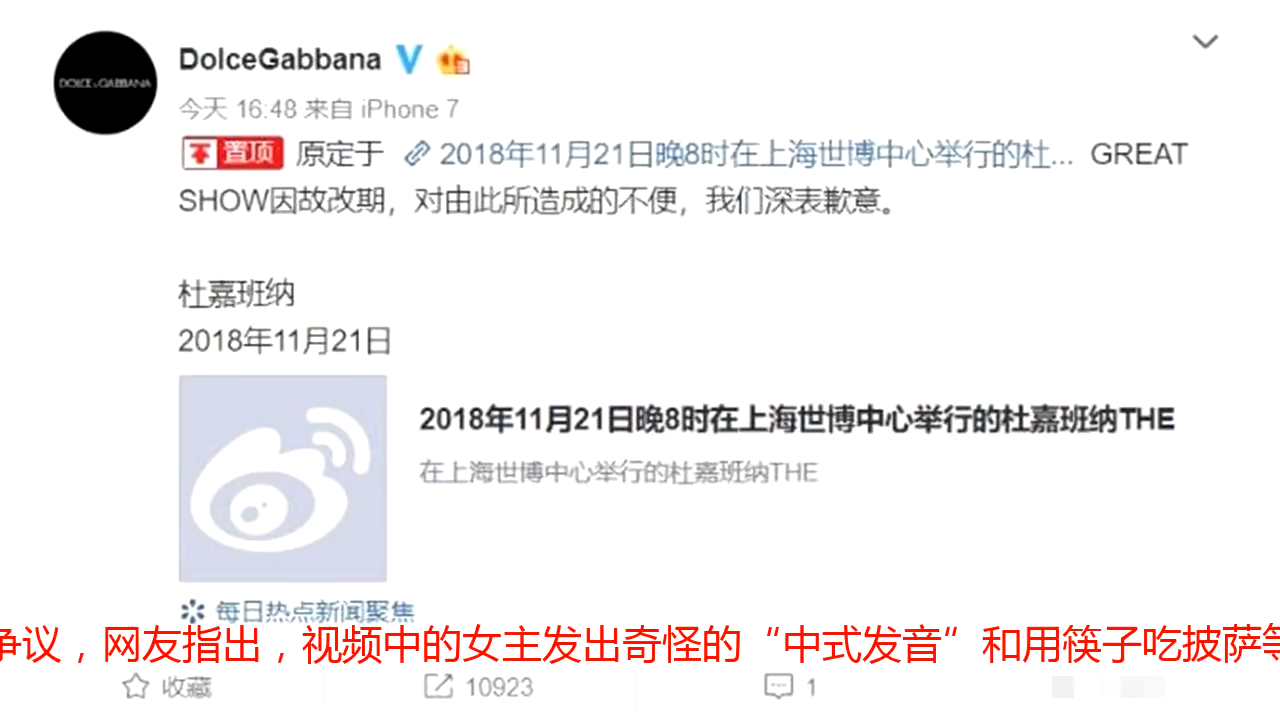 DOLCE & GABBANA
DolceGabbana
今天 16:48 来自 iPhone 7
置顶 原定于 2018年11月21日晚8时在上海世博中心举行的杜... GREAT
SHOW因故改期，对由此所造成的不便，我们深表歉意。
杜嘉班纳
2018年11月21日
2018年11月21日晚8时在上海世博中心举行的杜嘉班纳THE
在上海世博中心举行的杜嘉班纳THE
每日热点新闻聚焦
争议，网友指出，视频中的女主发出奇怪的“中式发音”和用筷子吃披萨等
收藏 10923 1